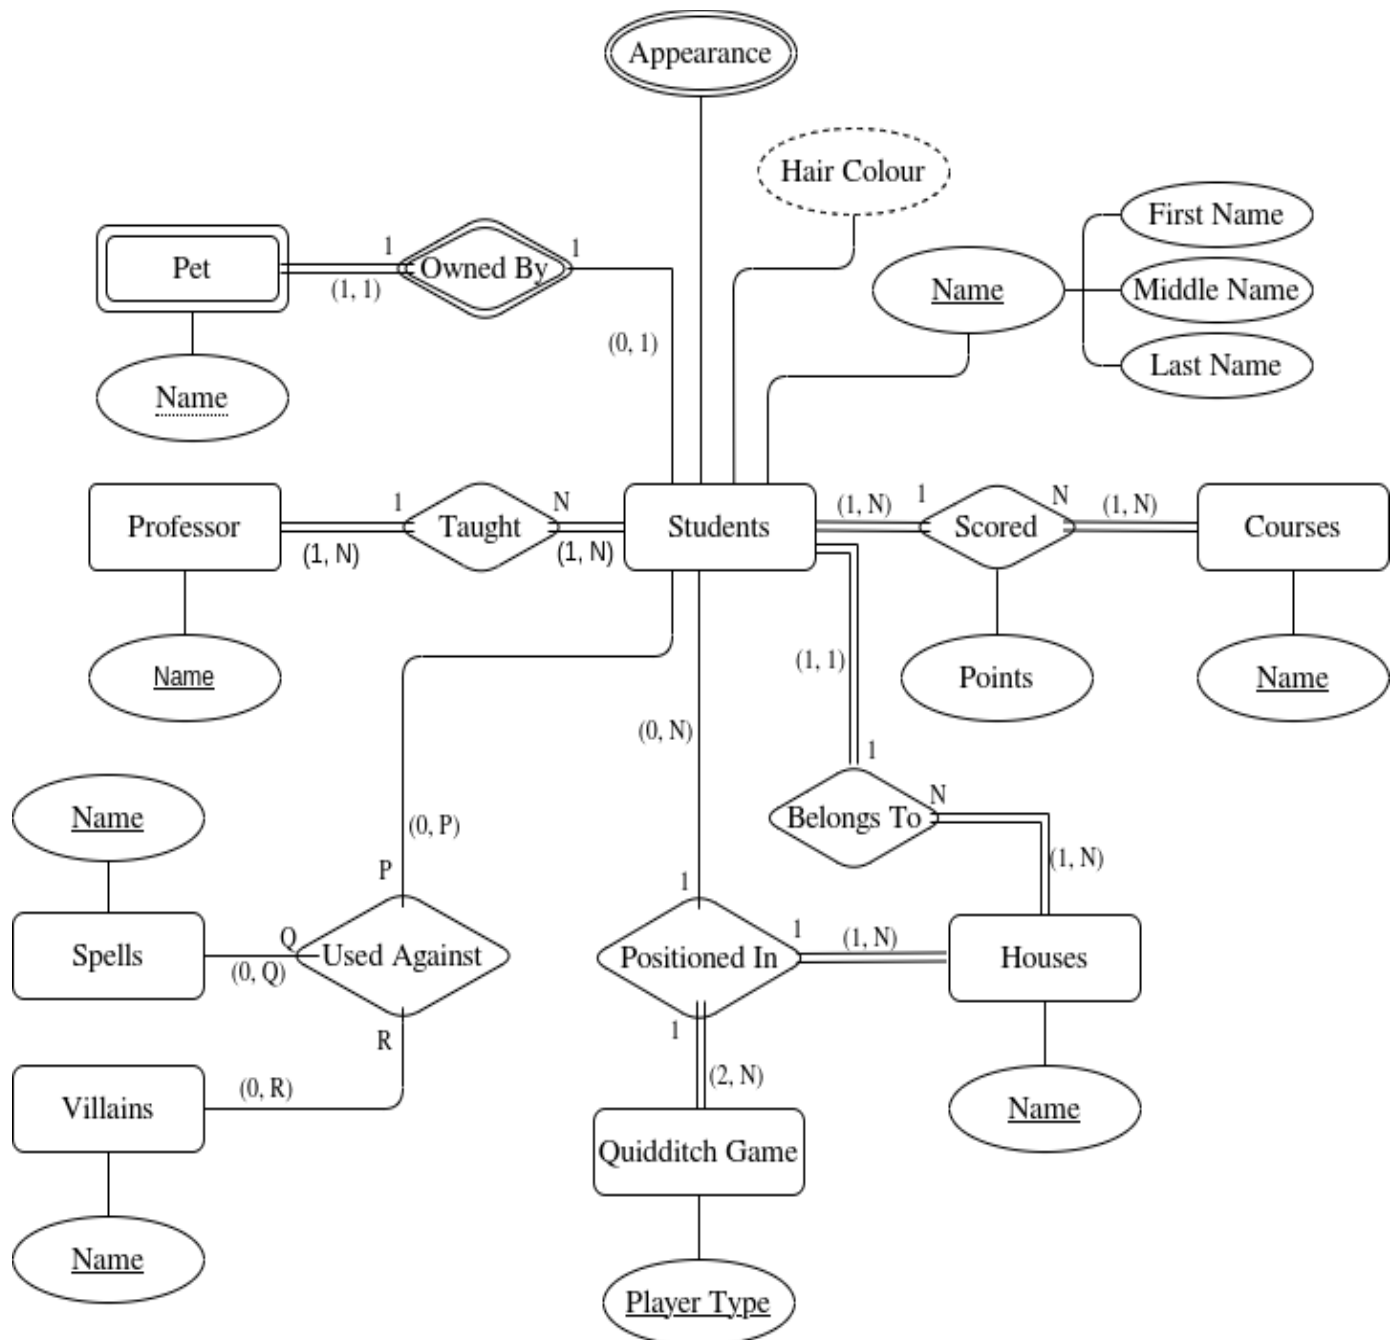 Appearance
Hair Colour
First Name
Name
Middle Name
Last Name
Pet
1
(1, 1)
Owned By
1
(0, 1)
Name
Professor
1
(1, N)
Taught
N
(1, N)
Students
(1, N)
1
Scored
N
(1, N)
Courses
Name
Points
Name
(1, 1)
(0, N)
1
Belongs To
N
(1, N)
Name
(0, P)
P
Spells
Q
(0, Q)
Used Against
R
1
Positioned In
1
(1, N)
Houses
1
(2, N)
Villains
(0, R)
Quidditch Game
Name
Name
Player Type